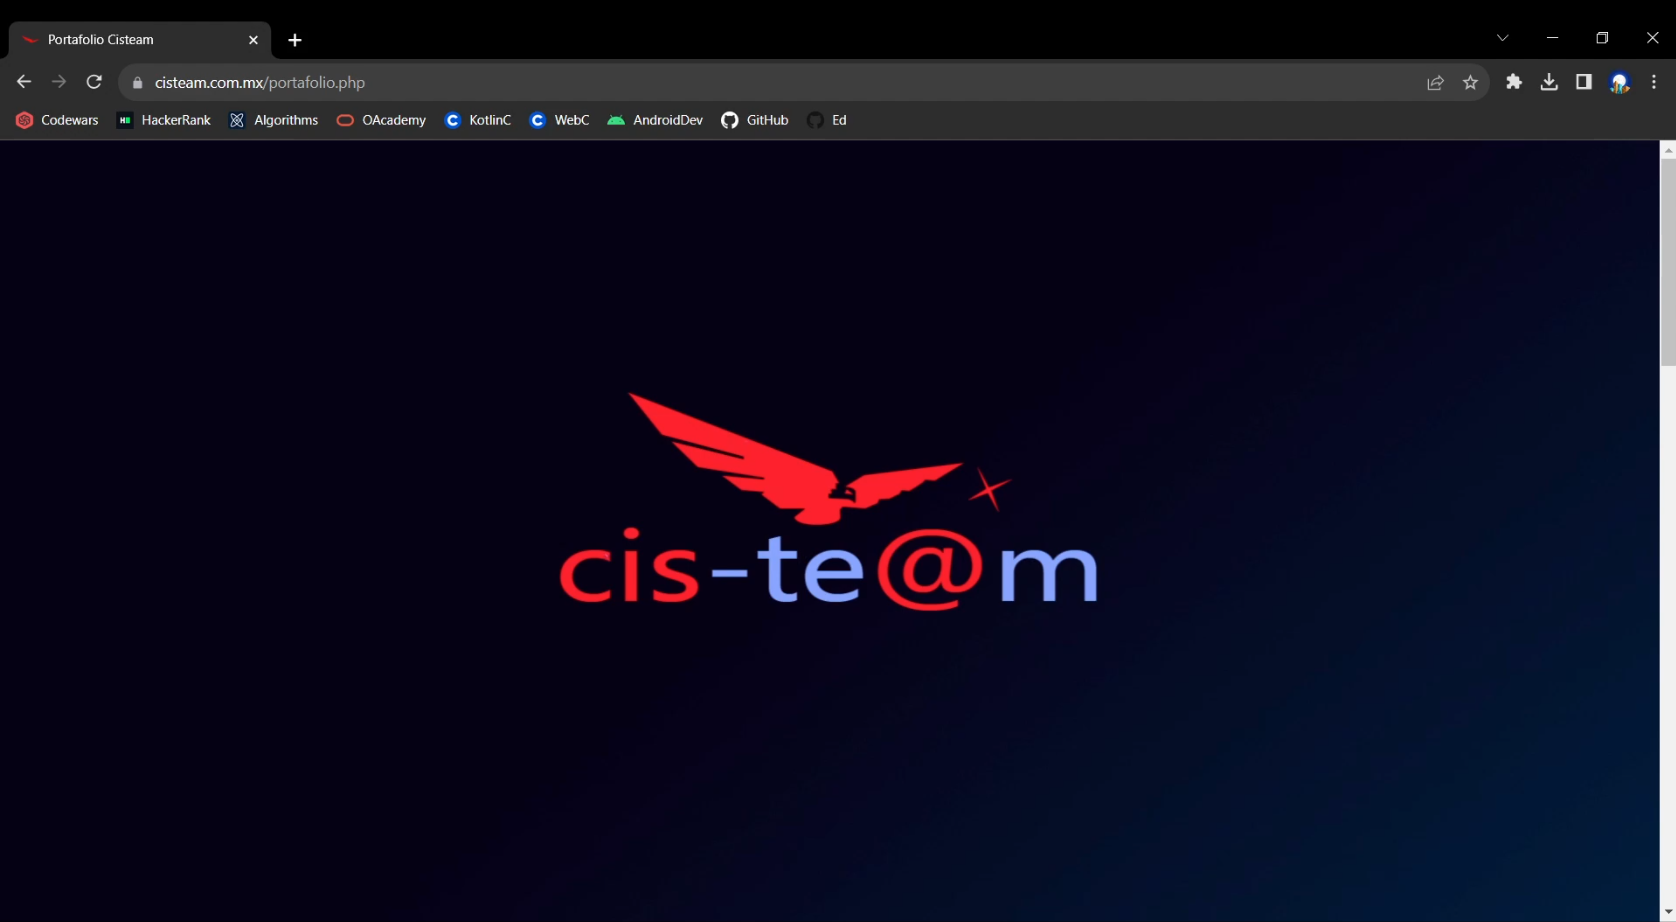 Portafolio Cisteam
cisteam.com.mx/portafolio.php
Codewars HackerRank Algorithms OAcademy KotlinC WebC AndroidDev GitHub Ed
cis-te@m